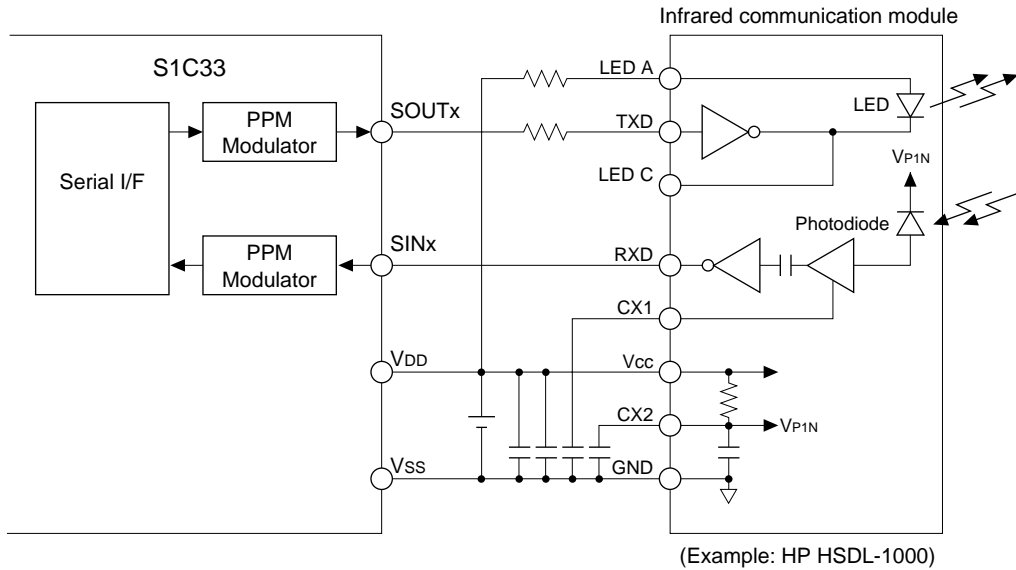 Infrared communication module
S1C33
Serial I/F
PPM
Modulator
PPM
Modulator
SOUTx
SINx
VDD
VSS
LED A
TXD
LED C
RXD
CX1
Vcc
CX2
GND
LED
VP1N
Photodiode
VP1N
(Example: HP HSDL-1000)